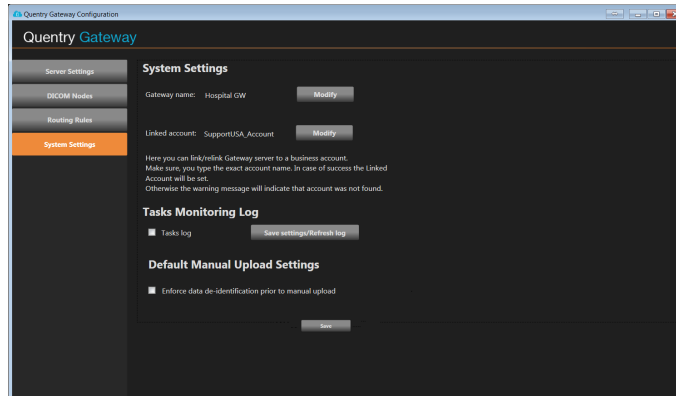 Quentry Gateway Configuration
Quentry Gateway
Server Settings
DICOM Nodes
Routing Rules
System Settings
System Settings
Gateway name: Hospital GW Modify
Linked account: SupportUSA_Account Modify
Here you can link/relink Gateway server to a business account.
Make sure, you type the exact account name. In case of success the Linked
Account will be set.
Otherwise the warning message will indicate that account was not found.
Tasks Monitoring Log
Tasks log Save settings/Refresh log
Default Manual Upload Settings
Enforce data de-identification prior to manual upload
Save